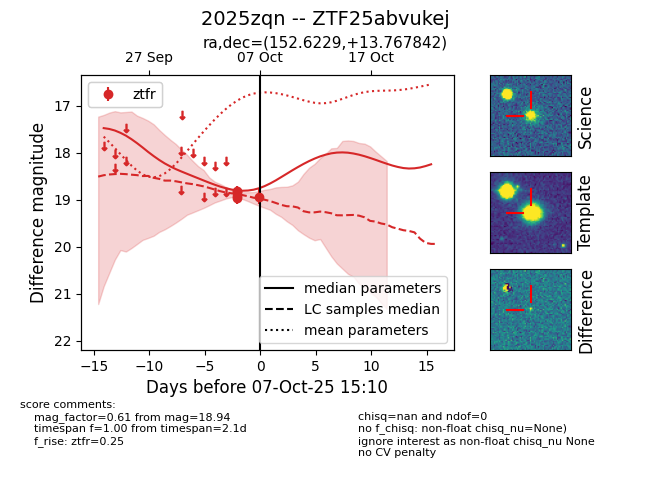 2025zqn -- ZTF25abvukej
ra,dec=(152.6229,+13.767842)
27 Sep 07 Oct 17 Oct
ztfr
17
18
19
20
21
22
Difference magnitude
median parameters
LC samples median
mean parameters
−15 −10 −5 0 5 10 15
Days before 07-Oct-25 15:10
Science
Template
Difference
score comments:
mag_factor=0.61 from mag=18.94
timespan f=1.00 from timespan=2.1d
f_rise: ztfr=0.25
chisq=nan and ndof=0
no f_chisq: non-float chisq_nu=None)
ignore interest as non-float chisq_nu None
no CV penalty